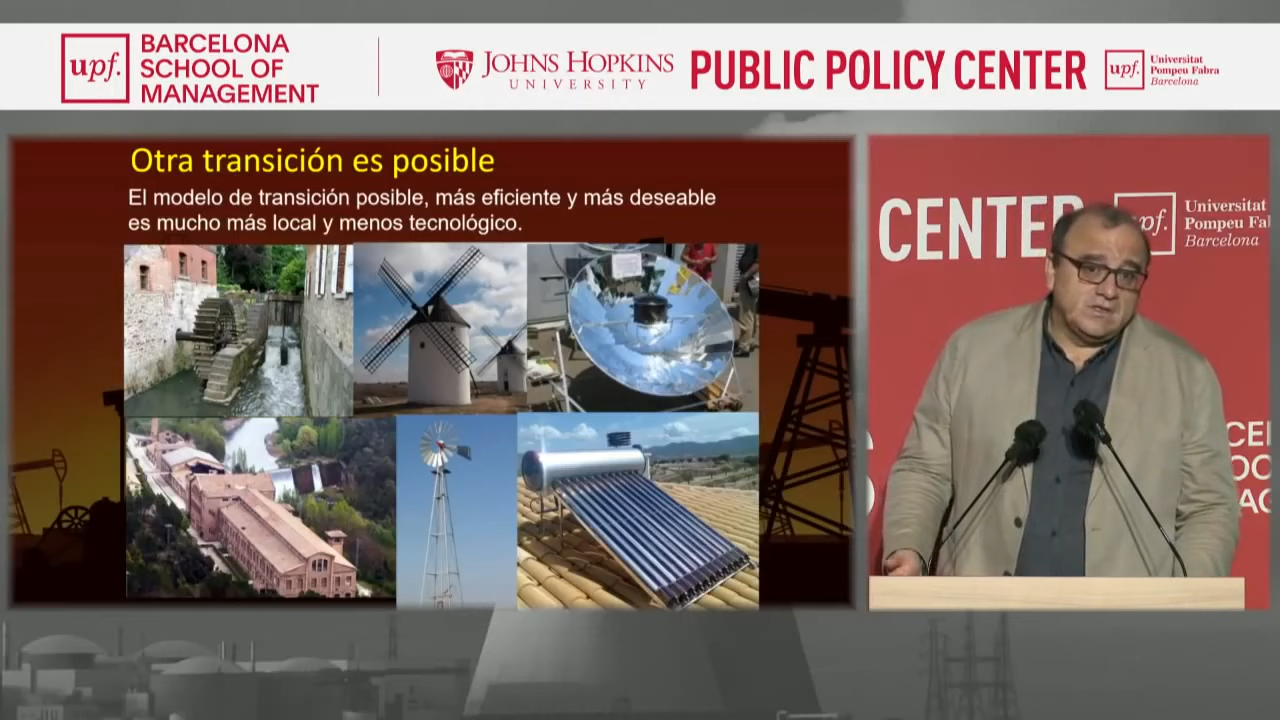 upf.
BARCELONA
SCHOOL OF
MANAGEMENT
JOHNS HOPKINS
UNIVERSITY
PUBLIC POLICY CENTER
upf.
Universitat
Pompeu Fabra
Barcelona
Otra transición es posible
El modelo de transición posible, más eficiente y más deseable
es mucho más local y menos tecnológico.
CENTER
upf.
Universitat
Pompeu Fa
Barcelona